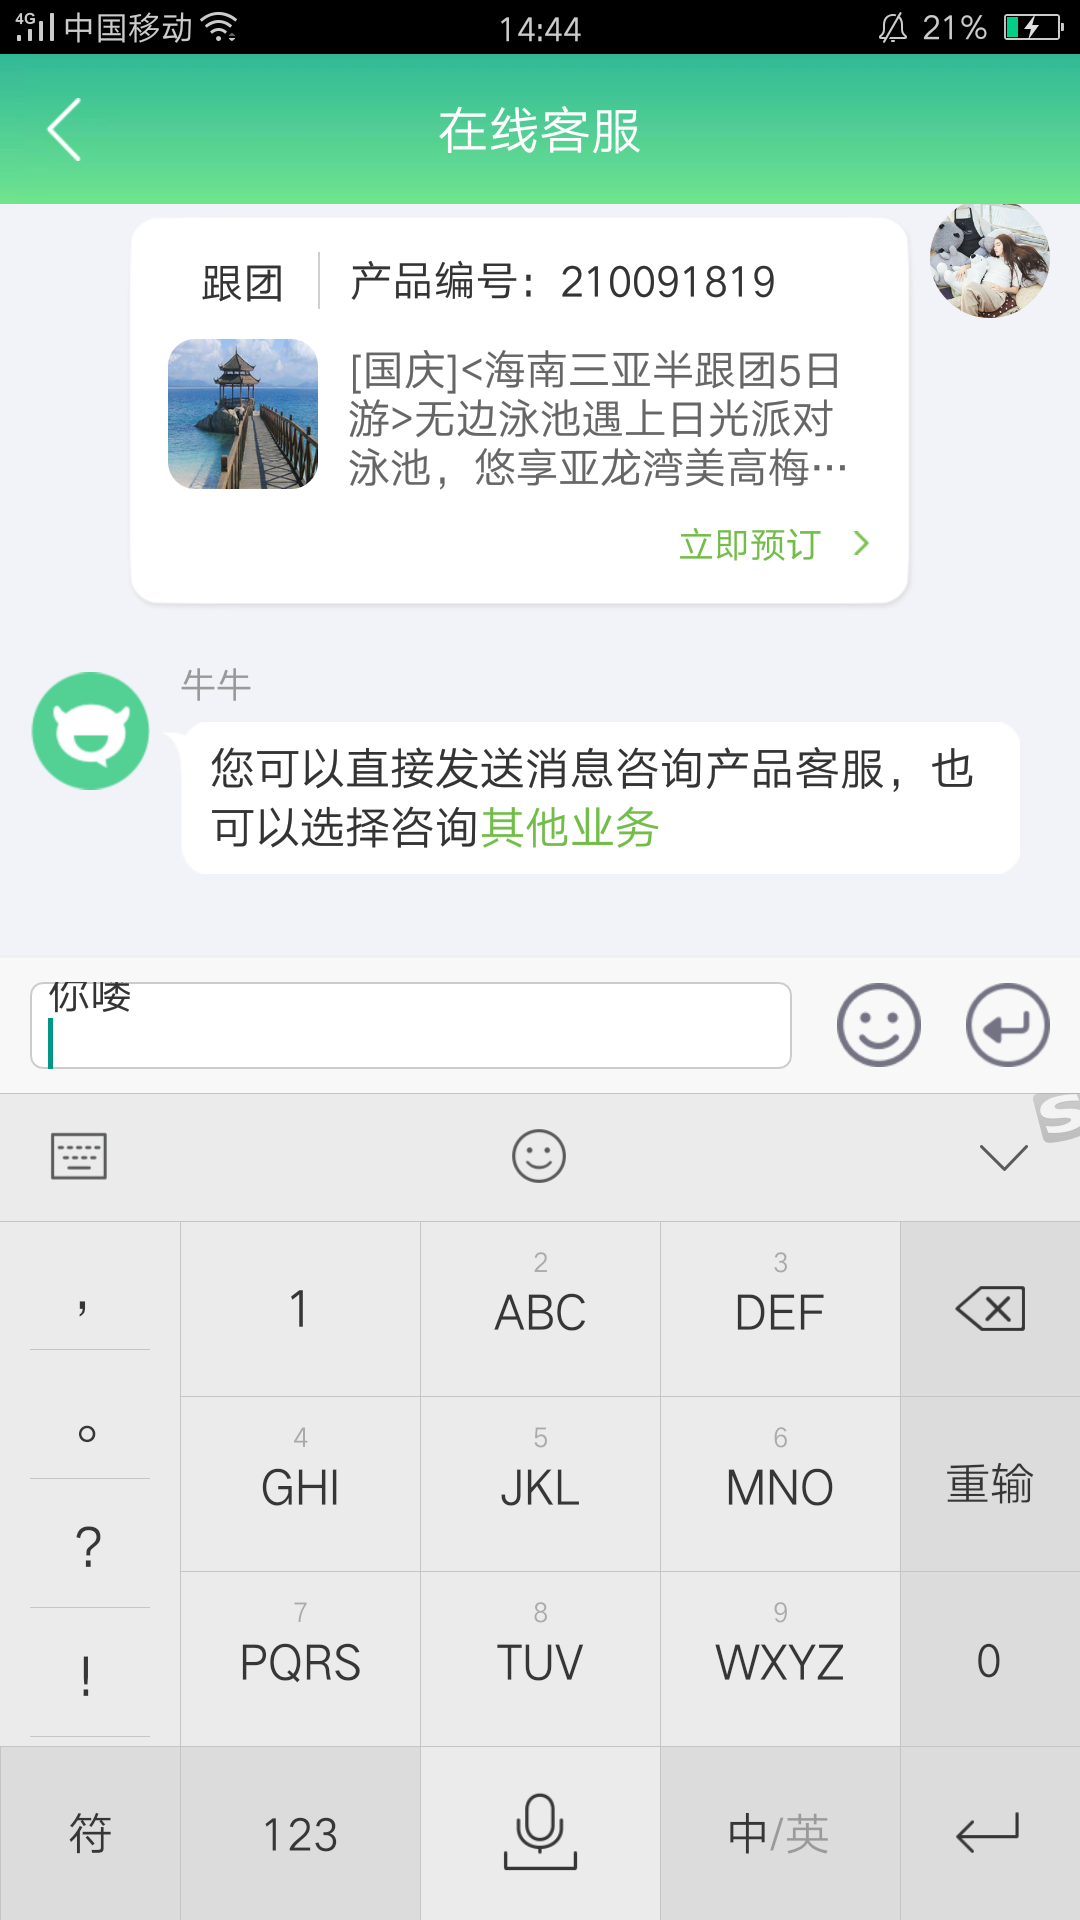 4G 中国移动 14:44 21%
在线客服
跟团 产品编号：210091819
[国庆]<海南三亚半跟团5日
游>无边泳池遇上日光派对
泳池，悠享亚龙湾美高梅…
立即预订 >
牛牛
您可以直接发送消息咨询产品客服，也
可以选择咨询其他业务
你喽
S
， 1 2 ABC 3 DEF
。 4 GHI 5 JKL 6 MNO 重输
? 7 PQRS 8 TUV 9 WXYZ 0
!
符 123 中/英